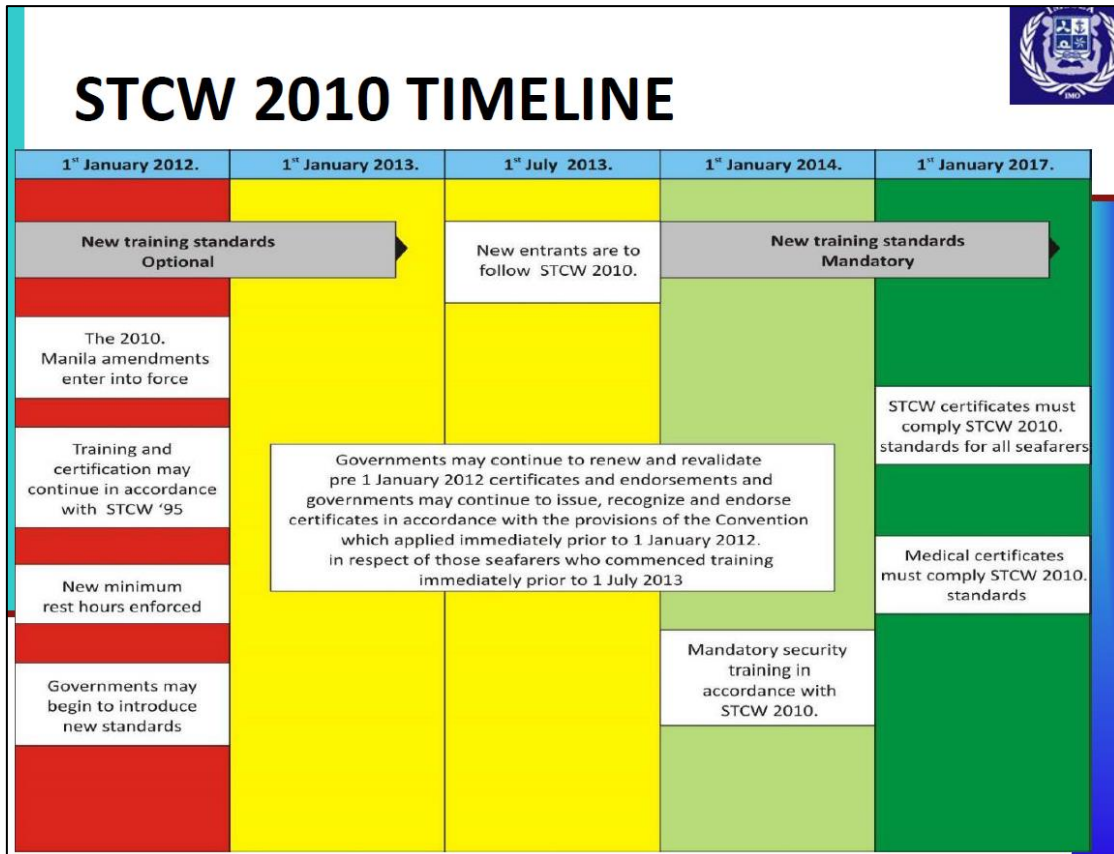 STCW 2010 TIMELINE
IMO
1st January 2012.
1st January 2013.
1st July 2013.
1st January 2014.
1st January 2017.
New training standards
Optional
New entrants are to
follow STCW 2010.
New training standards
Mandatory
The 2010.
Manila amendments
enter into force
Training and
certification may
continue in accordance
with STCW ‘95
New minimum
rest hours enforced
Governments may
begin to introduce
new standards
Governments may continue to renew and revalidate
pre 1 January 2012 certificates and endorsements and
governments may continue to issue, recognize and endorse
certificates in accordance with the provisions of the Convention
which applied immediately prior to 1 January 2012.
in respect of those seafarers who commenced training
immediately prior to 1 July 2013
Mandatory security
training in
accordance with
STCW 2010.
STCW certificates must
comply STCW 2010.
standards for all seafarers
Medical certificates
must comply STCW 2010.
standards